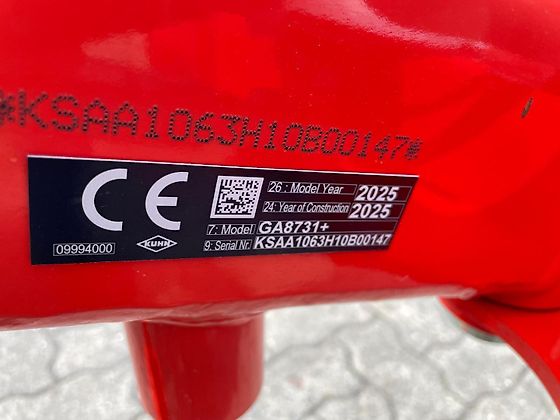 *KSAA1063H10B00147*
CE
26: Model Year 2025
24: Year of Construction 2025
7: Model GA8731+
9: Serial Nr. KSAA1063H10B00147
09994000
KUHN